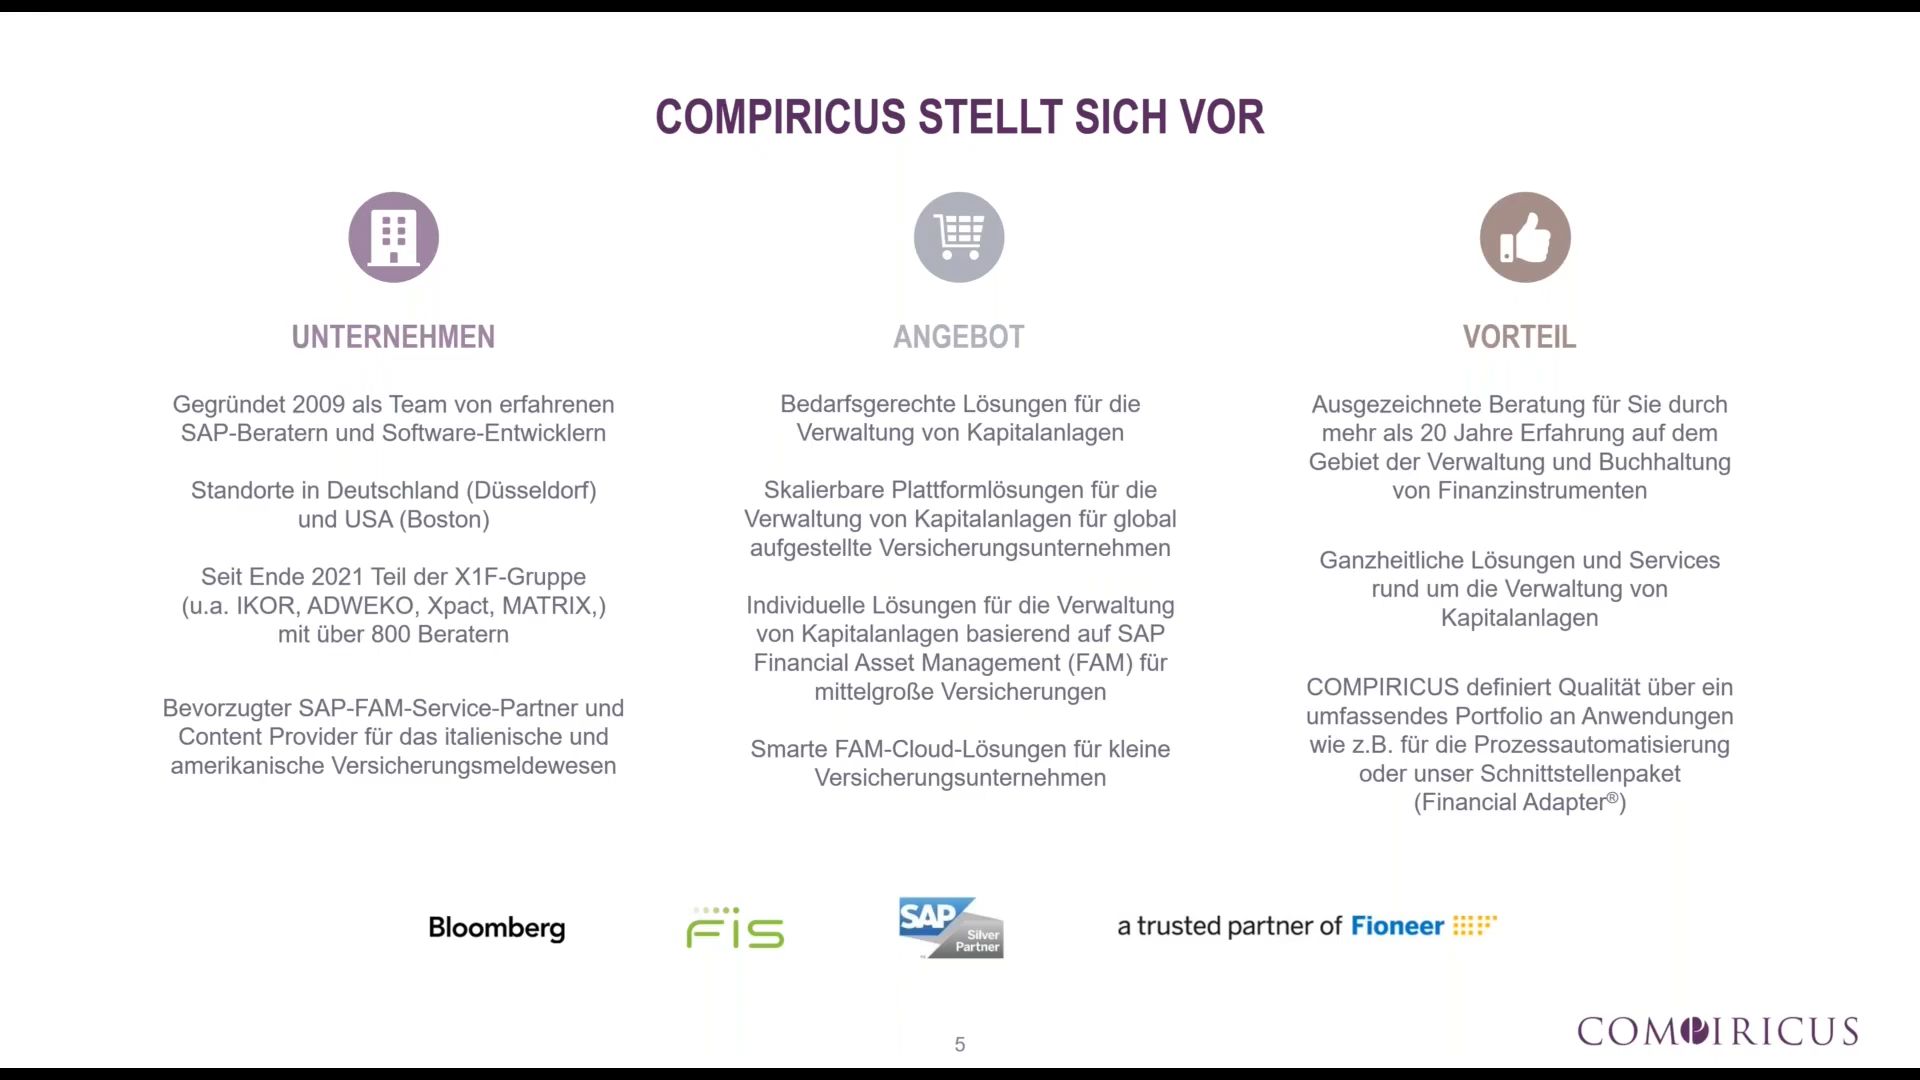 COMPIRICUS STELLT SICH VOR
UNTERNEHMEN
Gegründet 2009 als Team von erfahrenen
SAP-Beratern und Software-Entwicklern
Standorte in Deutschland (Düsseldorf)
und USA (Boston)
Seit Ende 2021 Teil der X1F-Gruppe
(u.a. IKOR, ADWEKO, Xpact, MATRIX,)
mit über 800 Beratern
Bevorzugter SAP-FAM-Service-Partner und
Content Provider für das italienische und
amerikanische Versicherungsmeldewesen
ANGEBOT
Bedarfsgerechte Lösungen für die
Verwaltung von Kapitalanlagen
Skalierbare Plattformlösungen für die
Verwaltung von Kapitalanlagen für global
aufgestellte Versicherungsunternehmen
Individuelle Lösungen für die Verwaltung
von Kapitalanlagen basierend auf SAP
Financial Asset Management (FAM) für
mittelgroße Versicherungen
Smarte FAM-Cloud-Lösungen für kleine
Versicherungsunternehmen
VORTEIL
Ausgezeichnete Beratung für Sie durch
mehr als 20 Jahre Erfahrung auf dem
Gebiet der Verwaltung und Buchhaltung
von Finanzinstrumenten
Ganzheitliche Lösungen und Services
rund um die Verwaltung von
Kapitalanlagen
COMPIRICUS definiert Qualität über ein
umfassendes Portfolio an Anwendungen
wie z.B. für die Prozessautomatisierung
oder unser Schnittstellenpaket
(Financial Adapter®)
Bloomberg
FIS
SAP
Silver
Partner
a trusted partner of Fioneer
COMPIRICUS
5